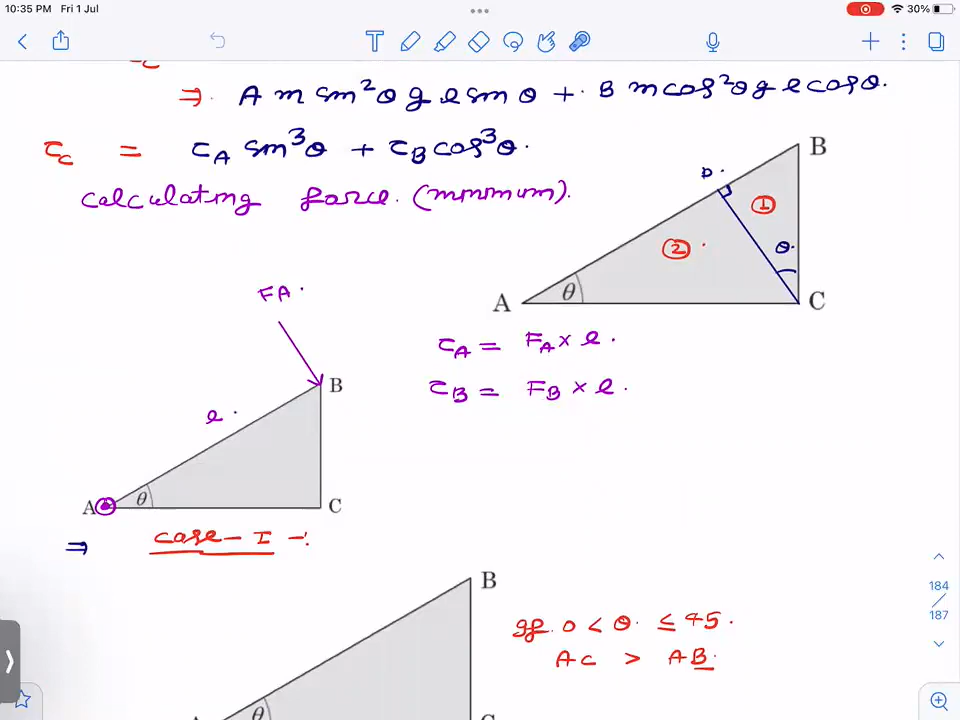 10:35 PM Fri 1 Jul
30%
⇒ A m sin²θ g l sinθ + B m cos²θ g l cosθ.
τc = τA sin³θ + τB cos³θ.
calculating force. (minimum).
B
D
①
②
θ
A θ C
FA
τA = FA × l.
τB = FB × l.
B
l
A θ C
⇒ case - I -:
B
184
/
187
If 0 < θ ≤ 45.
AC > AB.
θ